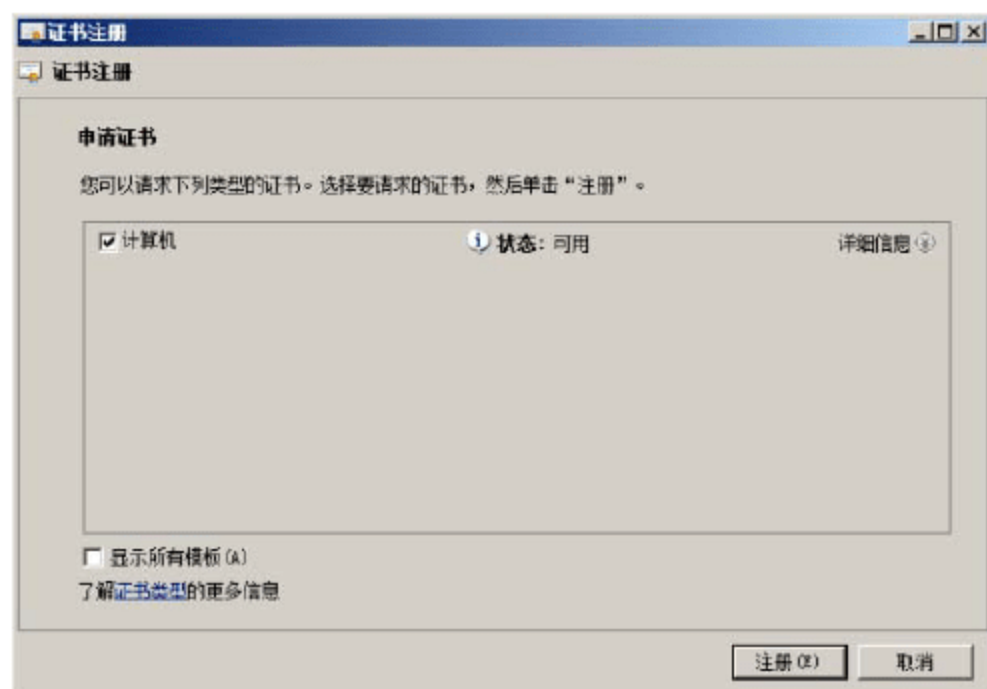 证书注册
证书注册
申请证书
您可以请求下列类型的证书。选择要请求的证书，然后单击“注册”。
计算机 状态: 可用 详细信息
显示所有模板(A)
了解证书类型的更多信息
注册(E) 取消